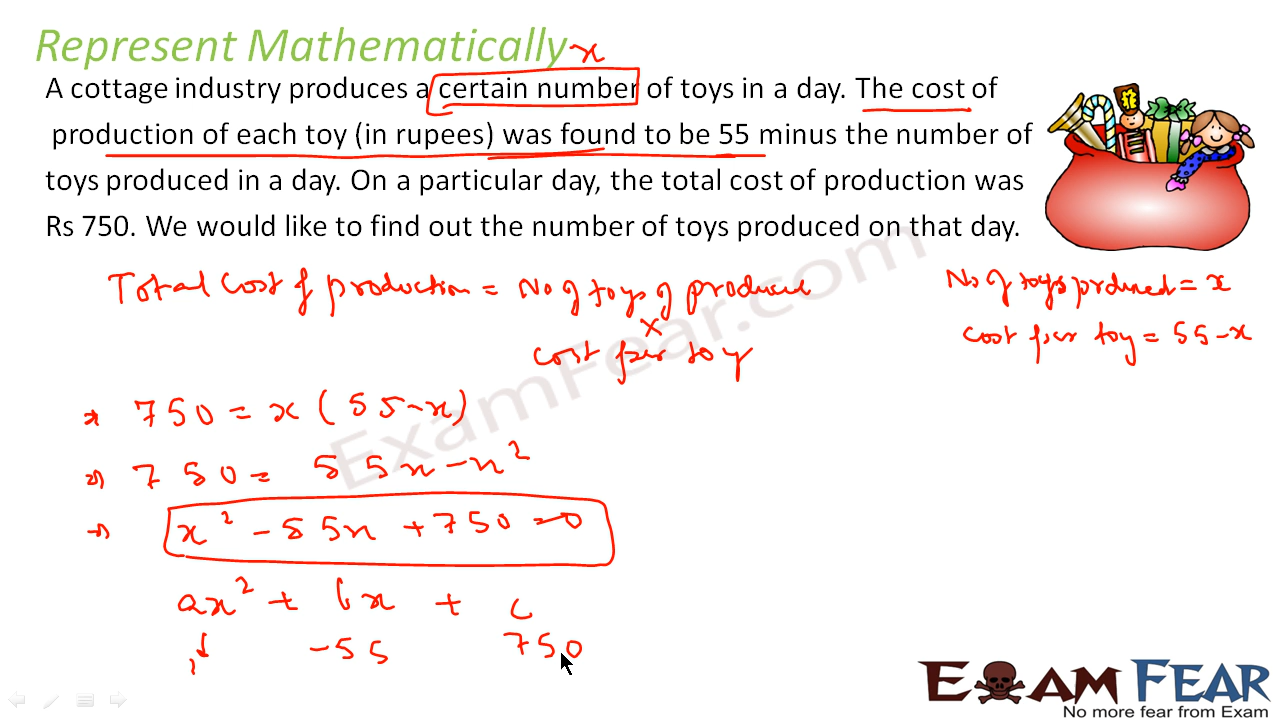 Represent Mathematically x
A cottage industry produces a certain number of toys in a day. The cost of
production of each toy (in rupees) was found to be 55 minus the number of
toys produced in a day. On a particular day, the total cost of production was
Rs 750. We would like to find out the number of toys produced on that day.
Total Cost of production = No of toys of produced
x
cost per toy
No of toys produced = x
cost per toy = 55-x
⇒ 750 = x (55-x)
⇒ 750 = 55x - x²
⇒ x² - 55x + 750 = 0
ax² + bx + c
↓ -55 750
1
ExamFear.com
EXAM FEAR
No more fear from Exam